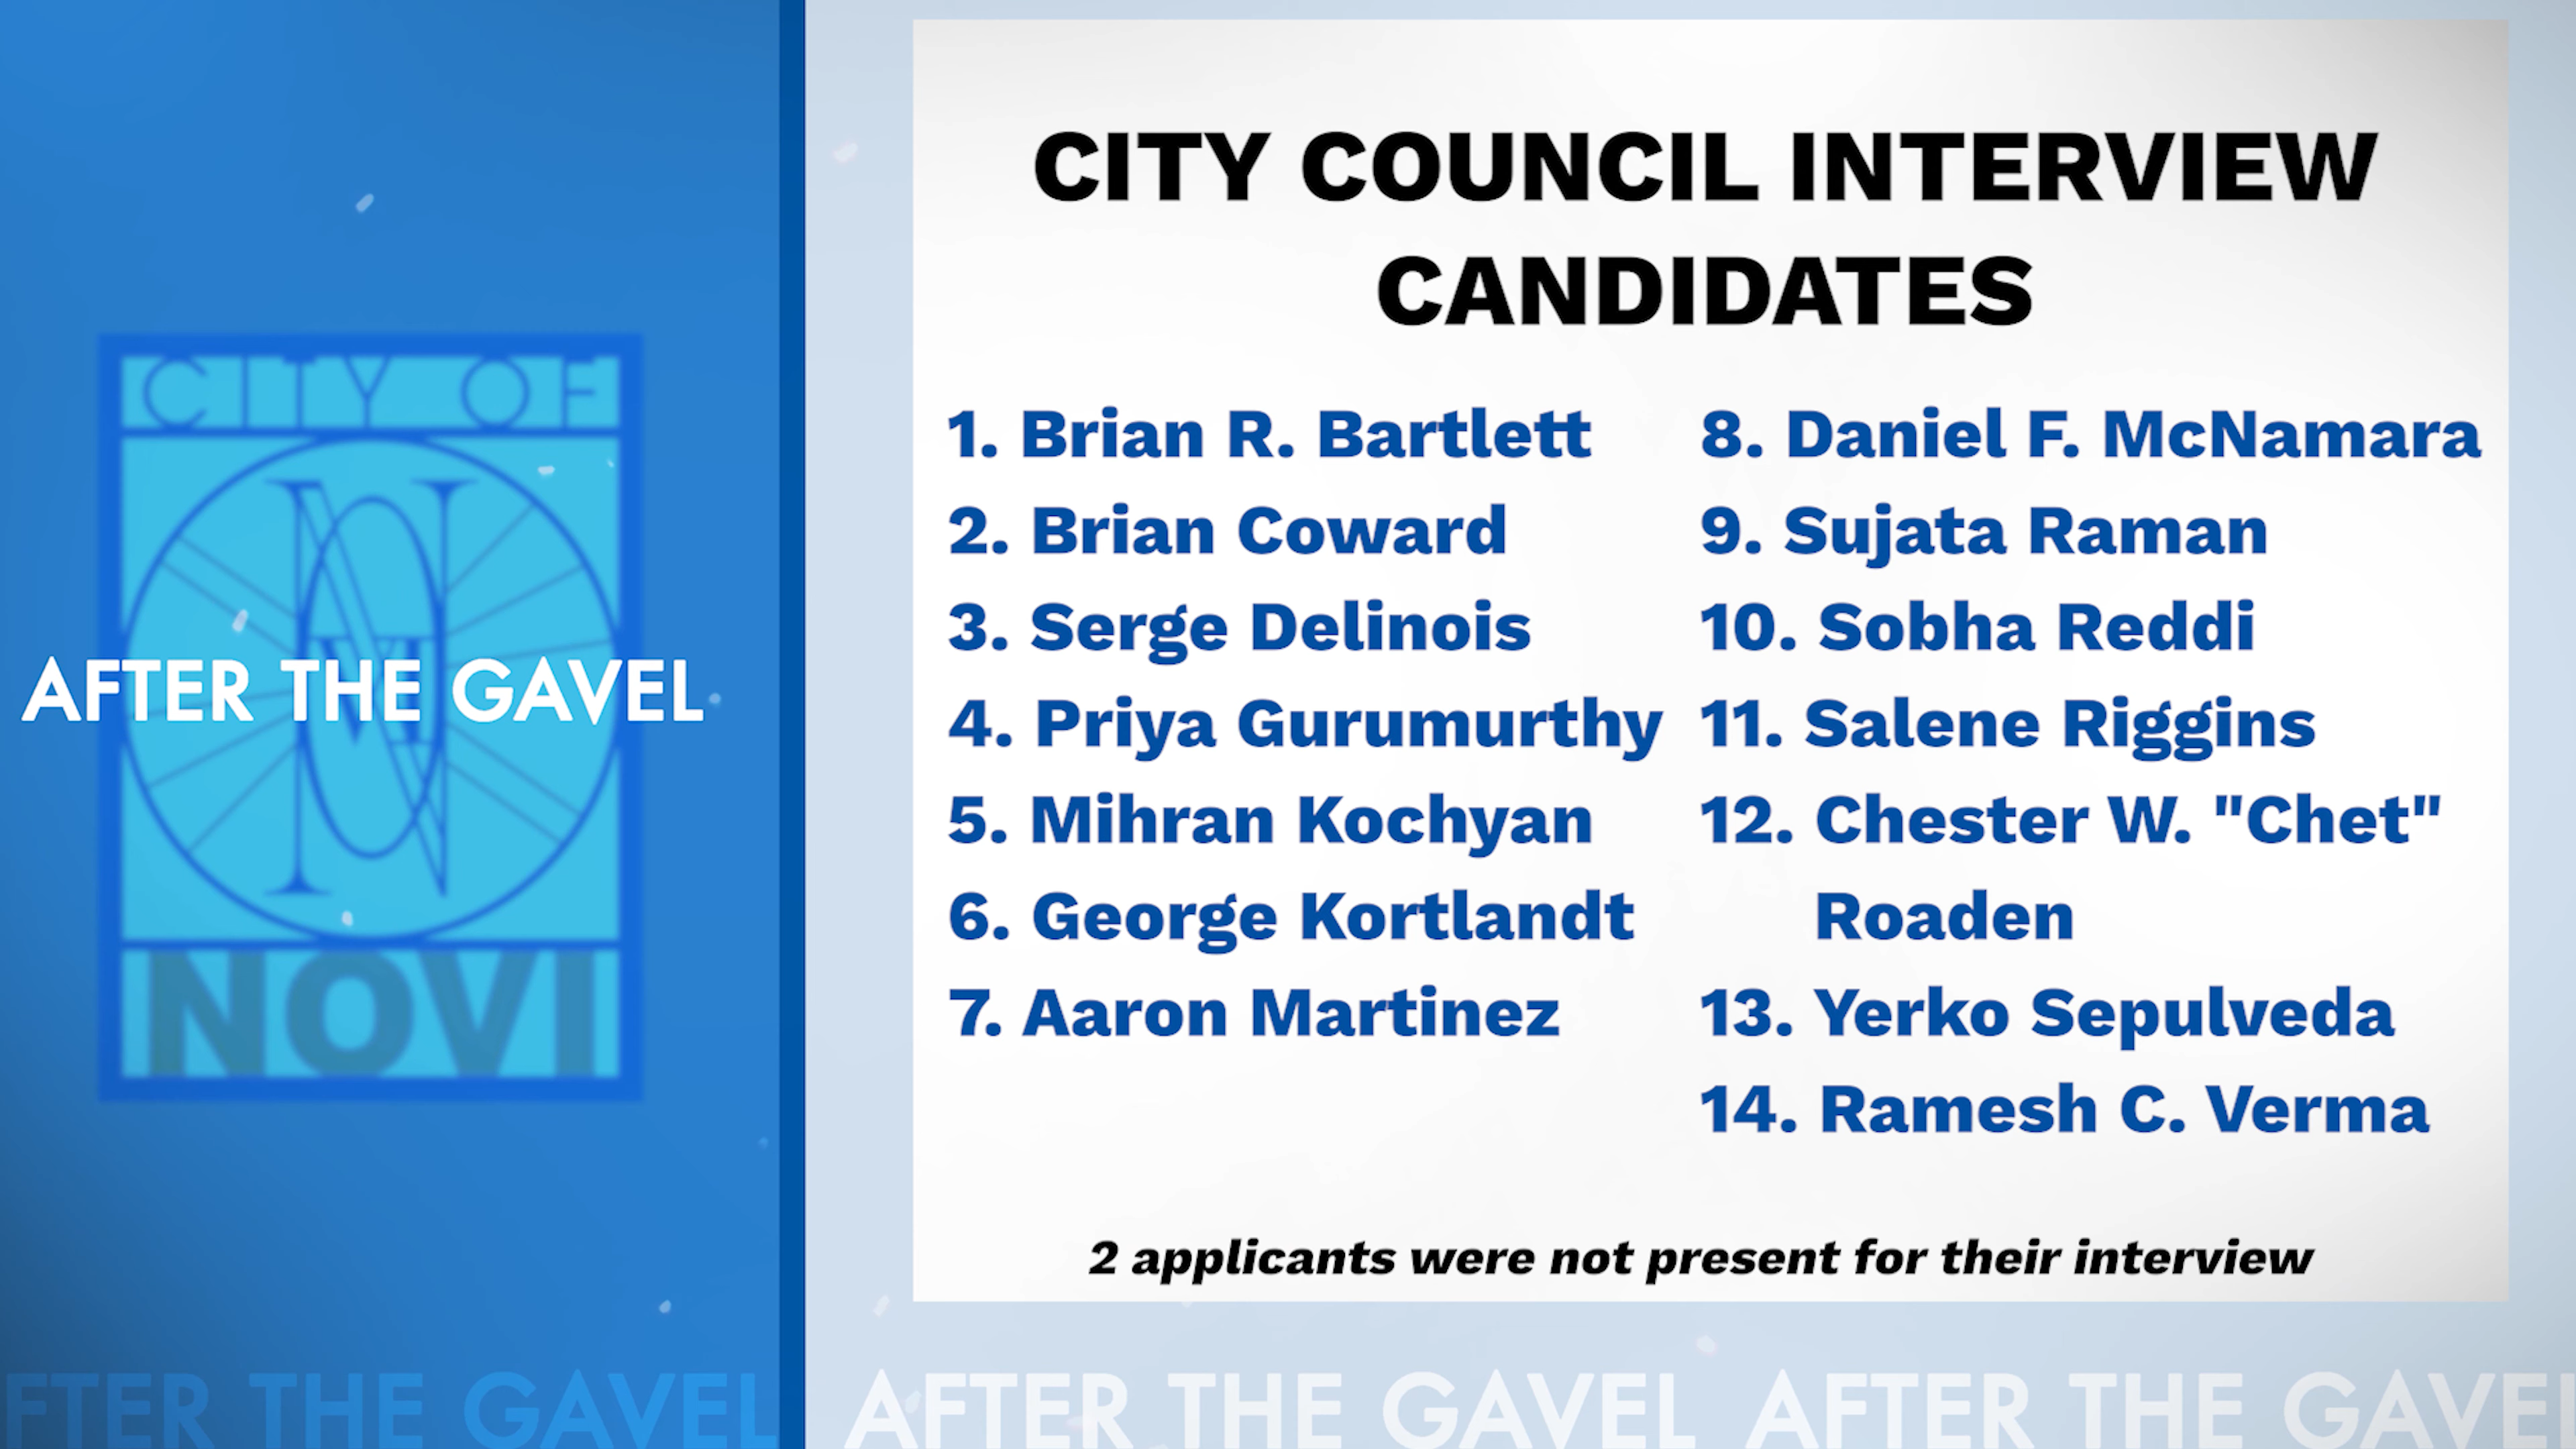 CITY OF
NOVI
AFTER THE GAVEL
CITY COUNCIL INTERVIEW
CANDIDATES
1. Brian R. Bartlett
2. Brian Coward
3. Serge Delinois
4. Priya Gurumurthy
5. Mihran Kochyan
6. George Kortlandt
7. Aaron Martinez
8. Daniel F. McNamara
9. Sujata Raman
10. Sobha Reddi
11. Salene Riggins
12. Chester W. "Chet"
Roaden
13. Yerko Sepulveda
14. Ramesh C. Verma
2 applicants were not present for their interview
FTER THE GAVEL AFTER THE GAVEL AFTER THE GAVEL